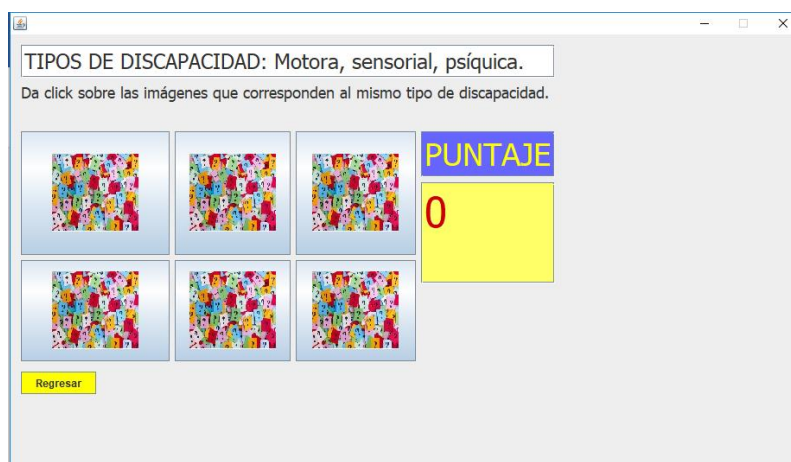 TIPOS DE DISCAPACIDAD: Motora, sensorial, psíquica.
Da click sobre las imágenes que corresponden al mismo tipo de discapacidad.
PUNTAJE
0
Regresar